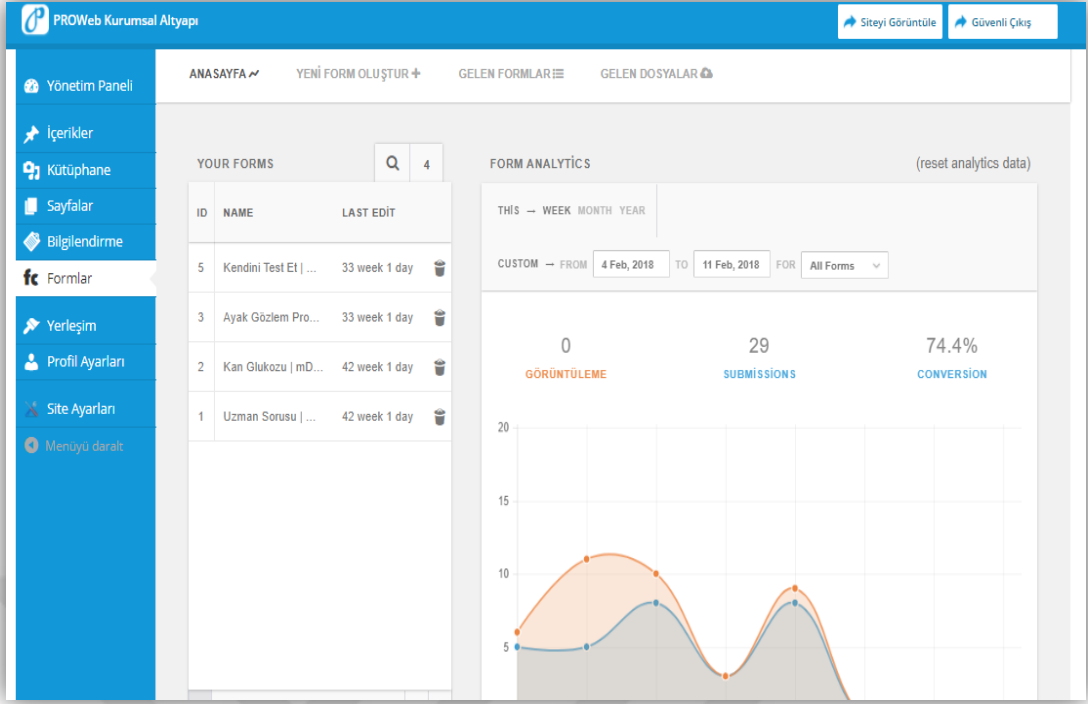 PROWeb Kurumsal Altyapı
Siteyi Görüntüle
Güvenli Çıkış
Yönetim Paneli
İçerikler
Kütüphane
Sayfalar
Bilgilendirme
fc Formlar
Yerleşim
Profil Ayarları
Site Ayarları
Menüyü daralt
ANASAYFA YENİ FORM OLUŞTUR + GELEN FORMLAR GELEN DOSYALAR
YOUR FORMS 4
ID NAME LAST EDİT
5 Kendini Test Et | ... 33 week 1 day
3 Ayak Gözlem Pro... 33 week 1 day
2 Kan Glukozu | mD... 42 week 1 day
1 Uzman Sorusu | ... 42 week 1 day
FORM ANALYTİCS (reset analytics data)
THİS → WEEK MONTH YEAR
CUSTOM → FROM 4 Feb, 2018 TO 11 Feb, 2018 FOR All Forms
0 29 74.4%
GÖRÜNTÜLEME SUBMİSSİONS CONVERSİON
20
15
10
5